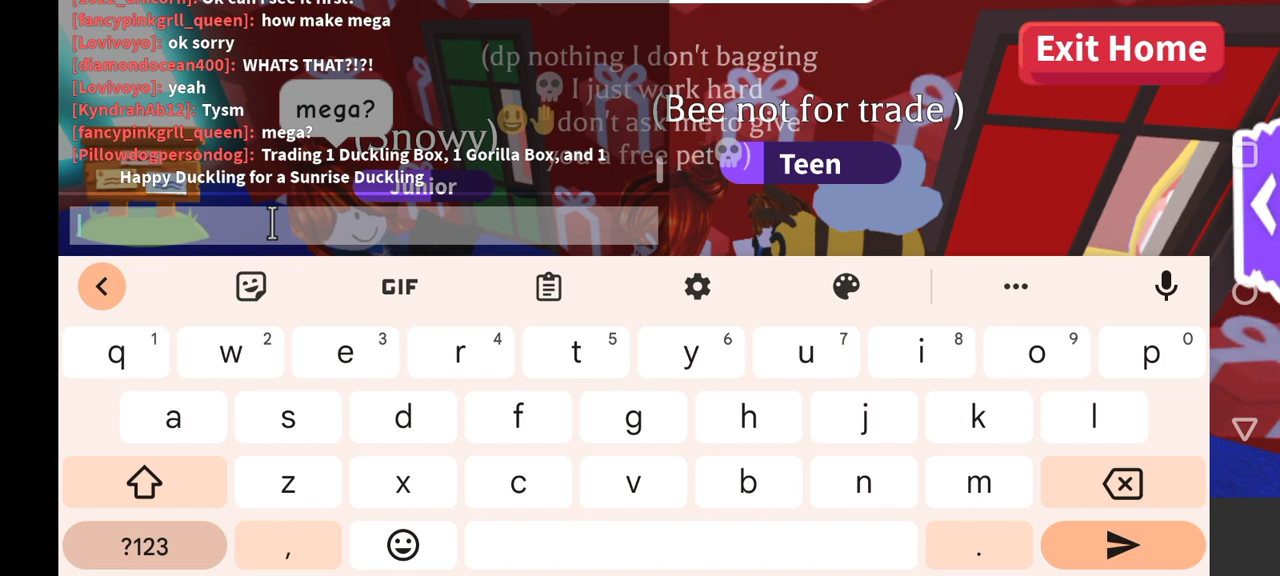 [fancypinkgrll_queen]: how make mega
[Lovivoyo]: ok sorry
[diamondocean400]: WHATS THAT?!?!
[Lovivoyo]: yeah
[KyndrahAb12]: Tysm
[fancypinkgrll_queen]: mega?
[Pillowdogpersondog]: Trading 1 Duckling Box, 1 Gorilla Box, and 1
Happy Duckling for a Sunrise Duckling
mega?
(Snowy)
Junior
(dp nothing I don't bagging
💀 I just work hard
😃🤚don't ask me to give
a free pet💀)
(Bee not for trade )
Teen
Exit Home
GIF
q 1 w 2 e 3 r 4 t 5 y 6 u 7 i 8 o 9 p 0
a s d f g h j k l
z x c v b n m
?123 , .